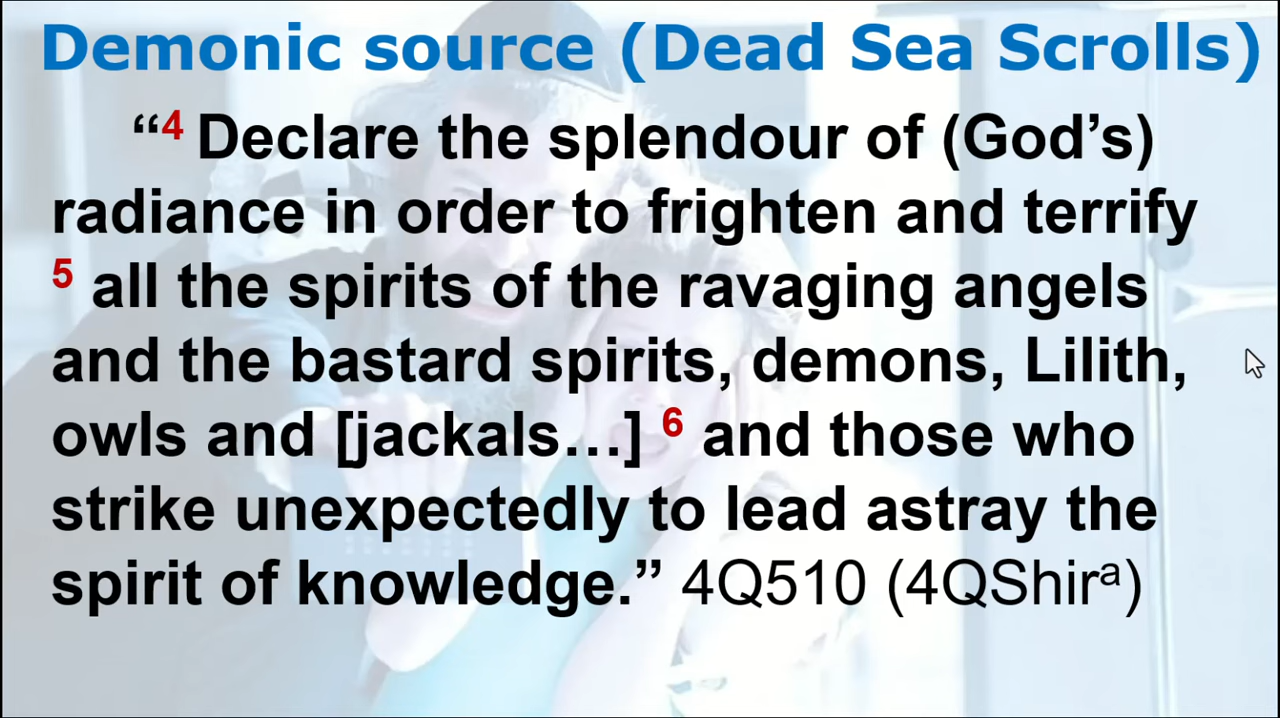 Demonic source (Dead Sea Scrolls)
“4 Declare the splendour of (God’s)
radiance in order to frighten and terrify
5 all the spirits of the ravaging angels
and the bastard spirits, demons, Lilith,
owls and [jackals…] 6 and those who
strike unexpectedly to lead astray the
spirit of knowledge.” 4Q510 (4QShirᵃ)